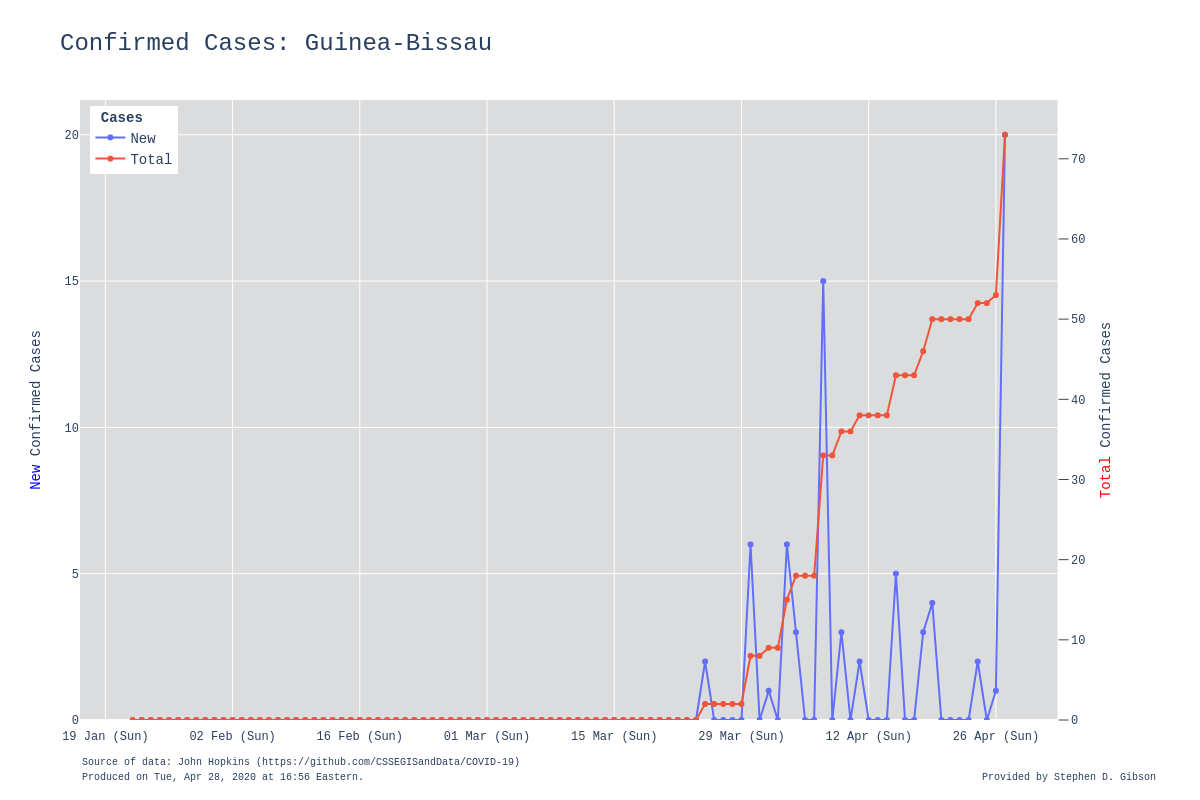 Confirmed Cases: Guinea-Bissau
Cases
New
Total
20
15
10
5
0
New Confirmed Cases
70
60
50
40
30
20
10
0
Total Confirmed Cases
19 Jan (Sun)
02 Feb (Sun)
16 Feb (Sun)
01 Mar (Sun)
15 Mar (Sun)
29 Mar (Sun)
12 Apr (Sun)
26 Apr (Sun)
Source of data: John Hopkins (https://github.com/CSSEGISandData/COVID-19)
Produced on Tue, Apr 28, 2020 at 16:56 Eastern.
Provided by Stephen D. Gibson